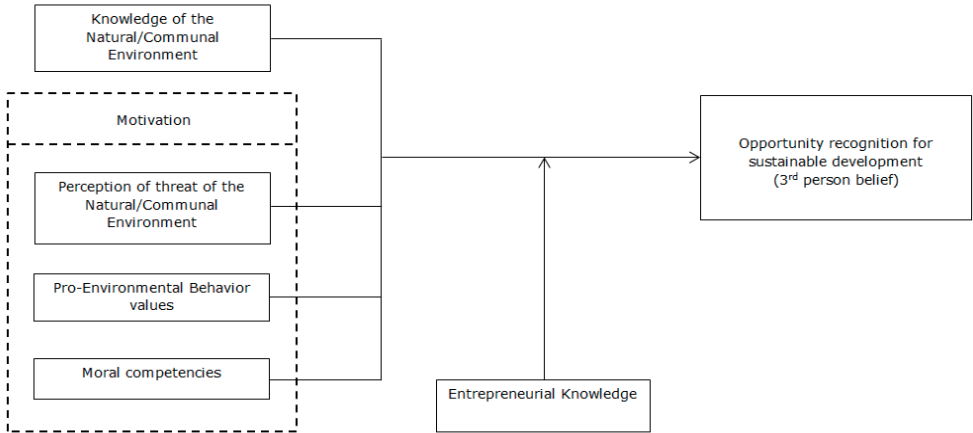 Knowledge of the
Natural/Communal
Environment
Motivation
Perception of threat of the
Natural/Communal
Environment
Pro-Environmental Behavior
values
Moral competencies
Entrepreneurial Knowledge
Opportunity recognition for
sustainable development
(3rd person belief)